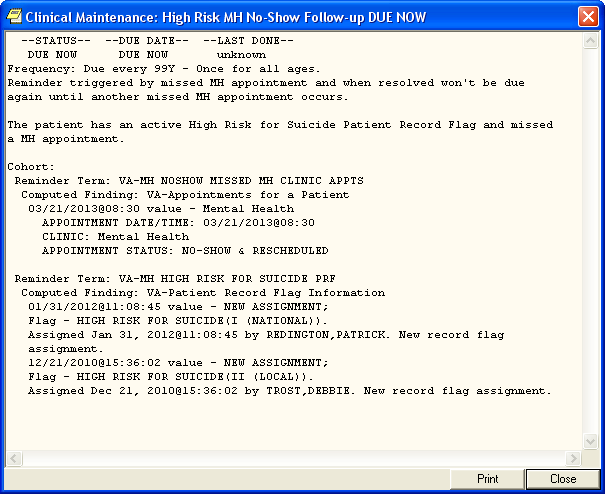 Clinical Maintenance: High Risk MH No-Show Follow-up DUE NOW
--STATUS-- --DUE DATE-- --LAST DONE--
DUE NOW DUE NOW unknown
Frequency: Due every 99Y - Once for all ages.
Reminder triggered by missed MH appointment and when resolved won't be due
again until another missed MH appointment occurs.
The patient has an active High Risk for Suicide Patient Record Flag and missed
a MH appointment.
Cohort:
Reminder Term: VA-MH NOSHOW MISSED MH CLINIC APPTS
Computed Finding: VA-Appointments for a Patient
03/21/2013@08:30 value - Mental Health
APPOINTMENT DATE/TIME: 03/21/2013@08:30
CLINIC: Mental Health
APPOINTMENT STATUS: NO-SHOW & RESCHEDULED
Reminder Term: VA-MH HIGH RISK FOR SUICIDE PRF
Computed Finding: VA-Patient Record Flag Information
01/31/2012@11:08:45 value - NEW ASSIGNMENT;
Flag - HIGH RISK FOR SUICIDE(I (NATIONAL)).
Assigned Jan 31, 2012@11:08:45 by REDINGTON,PATRICK. New record flag
assignment.
12/21/2010@15:36:02 value - NEW ASSIGNMENT;
Flag - HIGH RISK FOR SUICIDE(II (LOCAL)).
Assigned Dec 21, 2010@15:36:02 by TROST,DEBBIE. New record flag assignment.
Print Close